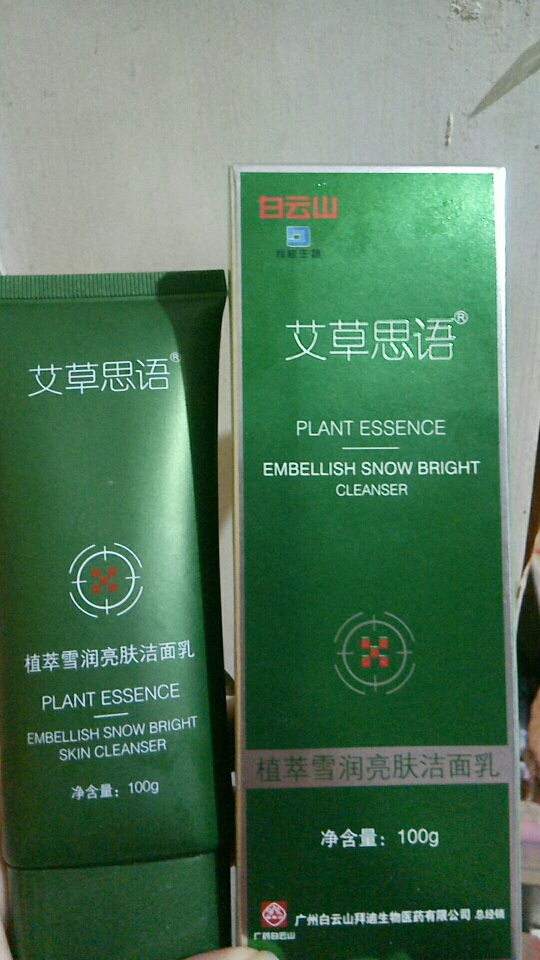 艾草思语®
植萃雪润亮肤洁面乳
PLANT ESSENCE
EMBELLISH SNOW BRIGHT
SKIN CLEANSER
净含量：100g
白云山
艾草思语®
PLANT ESSENCE
EMBELLISH SNOW BRIGHT
CLEANSER
植萃雪润亮肤洁面乳
净含量：100g
广药白云山
广州白云山拜迪生物医药有限公司 总经销